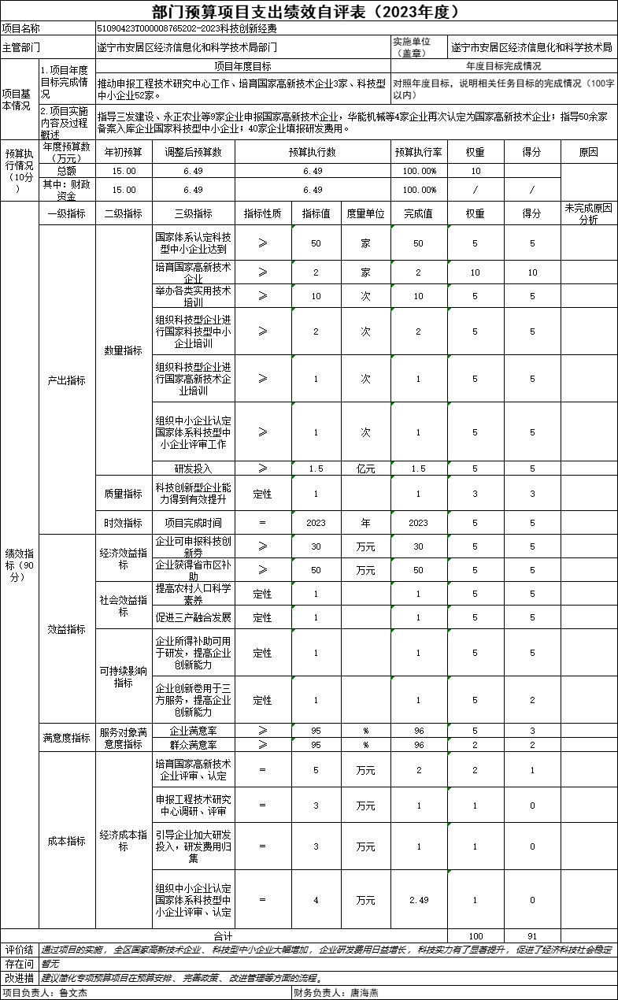 部门预算项目支出绩效自评表（2023年度）
项目名称 51090423T000008765202-2023科技创新经费
主管部门 遂宁市安居区经济信息化和科学技术局部门 实施单位（盖章） 遂宁市安居区经济信息化和科学技术局
项目基本情况 1.项目年度目标完成情况 项目年度目标 年度目标完成情况
推动申报工程技术研究中心工作、培育国家高新技术企业3家、科技型中小企业52家。 对照年度目标，说明相关任务目标的完成情况（100字以内）
2.项目实施内容及过程概述 指导三发建设、永正农业等9家企业申报国家高新技术企业，华能机械等4家企业再次认定为国家高新技术企业；指导50余家备案入库企业国家科技型中小企业；40家企业填报研发费用。
预算执行情况（10分） 年度预算数（万元） 年初预算 调整后预算数 预算执行数 预算执行率 权重 得分 原因
总额 15.00 6.49 6.49 100.00% 10
其中：财政资金 15.00 6.49 6.49 100.00% / /
绩效指标（90分） 一级指标 二级指标 三级指标 指标性质 指标值 度量单位 完成值 权重 得分 未完成原因分析
产出指标 数量指标 国家体系认定科技型中小企业达到 ≥ 50 家 50 5 5
培育国家高新技术企业 ≥ 2 家 2 10 10
举办各类实用技术培训 ≥ 10 次 10 5 5
组织科技型企业进行国家科技型中小企业培训 ≥ 2 次 2 5 5
组织科技型企业进行国家高新技术企业培训 ≥ 1 次 1 5 5
组织中小企业认定国家体系科技型中小企业评审工作 ≥ 1 次 1 5 5
研发投入 ≥ 1.5 亿元 1.5 5 5
质量指标 科技创新型企业能力得到有效提升 定性 1 1 3 3
时效指标 项目完成时间 = 2023 年 2023 5 5
效益指标 经济效益指标 企业可申报科技创新券 ≥ 30 万元 30 5 5
企业获得省市区补助 ≥ 50 万元 50 5 5
社会效益指标 提高农村人口科学素养 定性 1 1 5 5
促进三产融合发展 定性 1 1 5 5
可持续影响指标 企业所得补助可用于研发，提高企业创新能力 定性 1 1 5 5
企业创新卷用于三方服务，提高企业创新能力 定性 1 1 5 2
满意度指标 服务对象满意度指标 企业满意率 ≥ 95 % 96 5 3
群众满意率 ≥ 95 % 96 2 2
成本指标 经济成本指标 培育国家高新技术企业评审、认定 = 5 万元 2 2 1
申报工程技术研究中心调研、评审 = 3 万元 1 1 0
引导企业加大研发投入，研发费用归集 = 3 万元 1 1 0
组织中小企业认定国家体系科技型中小企业评审、认定 = 4 万元 2.49 1 0
合计 100 91
评价结 通过项目的实施，全区国家高新技术企业、科技型中小企业大幅增加，企业研发费用日益增长，科技实力有了显著提升，促进了经济科技社会稳定
存在问 暂无
改进措 建议简化专项预算项目在预算安排、完善政策、改进管理等方面的流程。
项目负责人：鲁文杰 财务负责人：唐海燕